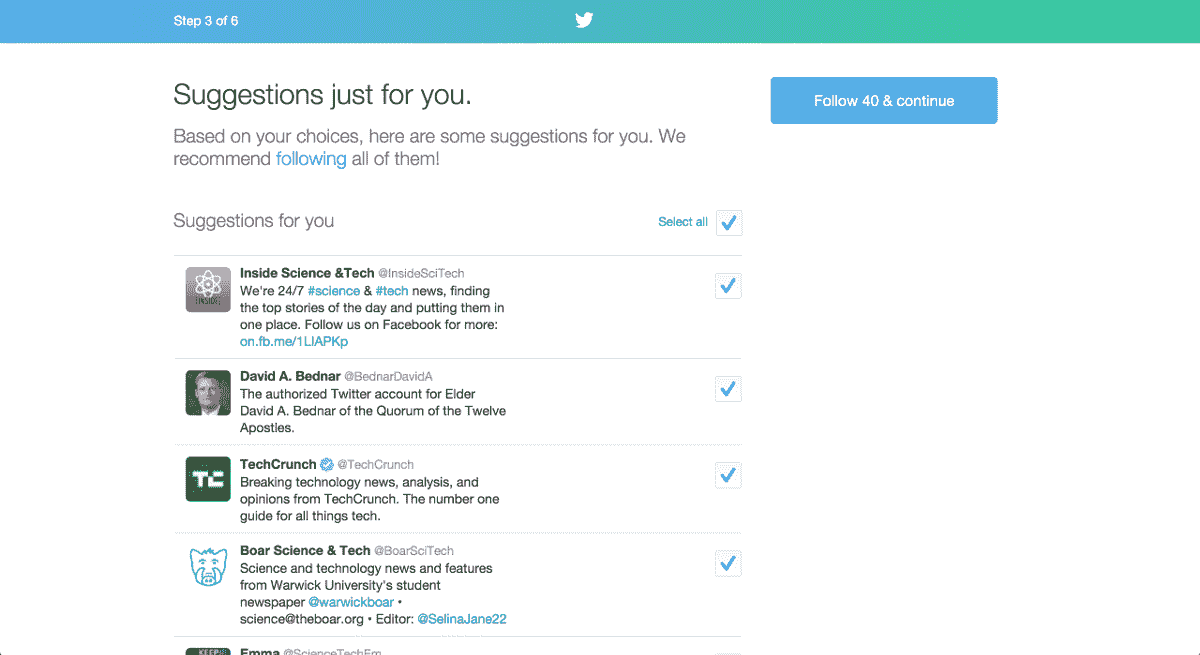 Step 3 of 6
Suggestions just for you.
Follow 40 & continue
Based on your choices, here are some suggestions for you. We
recommend following all of them!
Suggestions for you
Select all
Inside Science &Tech @InsideSciTech
We're 24/7 #science & #tech news, finding
the top stories of the day and putting them in
one place. Follow us on Facebook for more:
on.fb.me/1LIAPKp
INSIDE
David A. Bednar @BednarDavidA
The authorized Twitter account for Elder
David A. Bednar of the Quorum of the Twelve
Apostles.
TC
TechCrunch @TechCrunch
Breaking technology news, analysis, and
opinions from TechCrunch. The number one
guide for all things tech.
Boar Science & Tech @BoarSciTech
Science and technology news and features
from Warwick University's student
newspaper @warwickboar •
science@theboar.org • Editor: @SelinaJane22
KEEP
Emma @ScienceTechEm